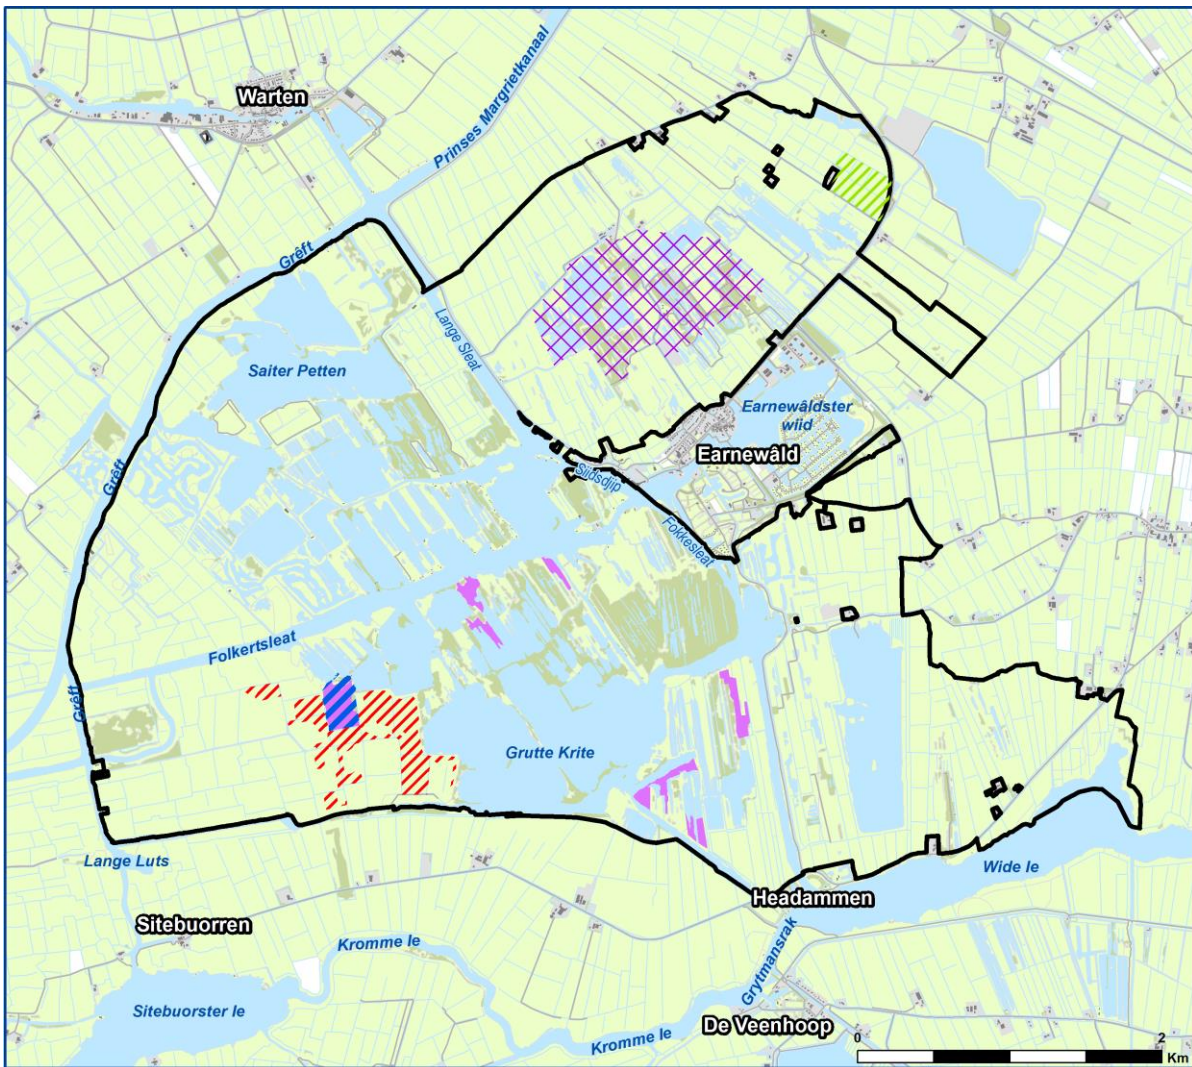 Warten
Prinses Margrietkanaal
Grêft
Lange Sleat
Saiter Petten
Earnewâldster
wiid
Earnewâld
Sijdsdjip
Grêft
Fokkesleat
Folkertsleat
Grêft
Grutte Krite
Lange Luts
Wide Ie
Headammen
Sitebuorren
Kromme Ie
Grytmansrak
Sitebuorster Ie
De Veenhoop
Kromme Ie
0 2
Km